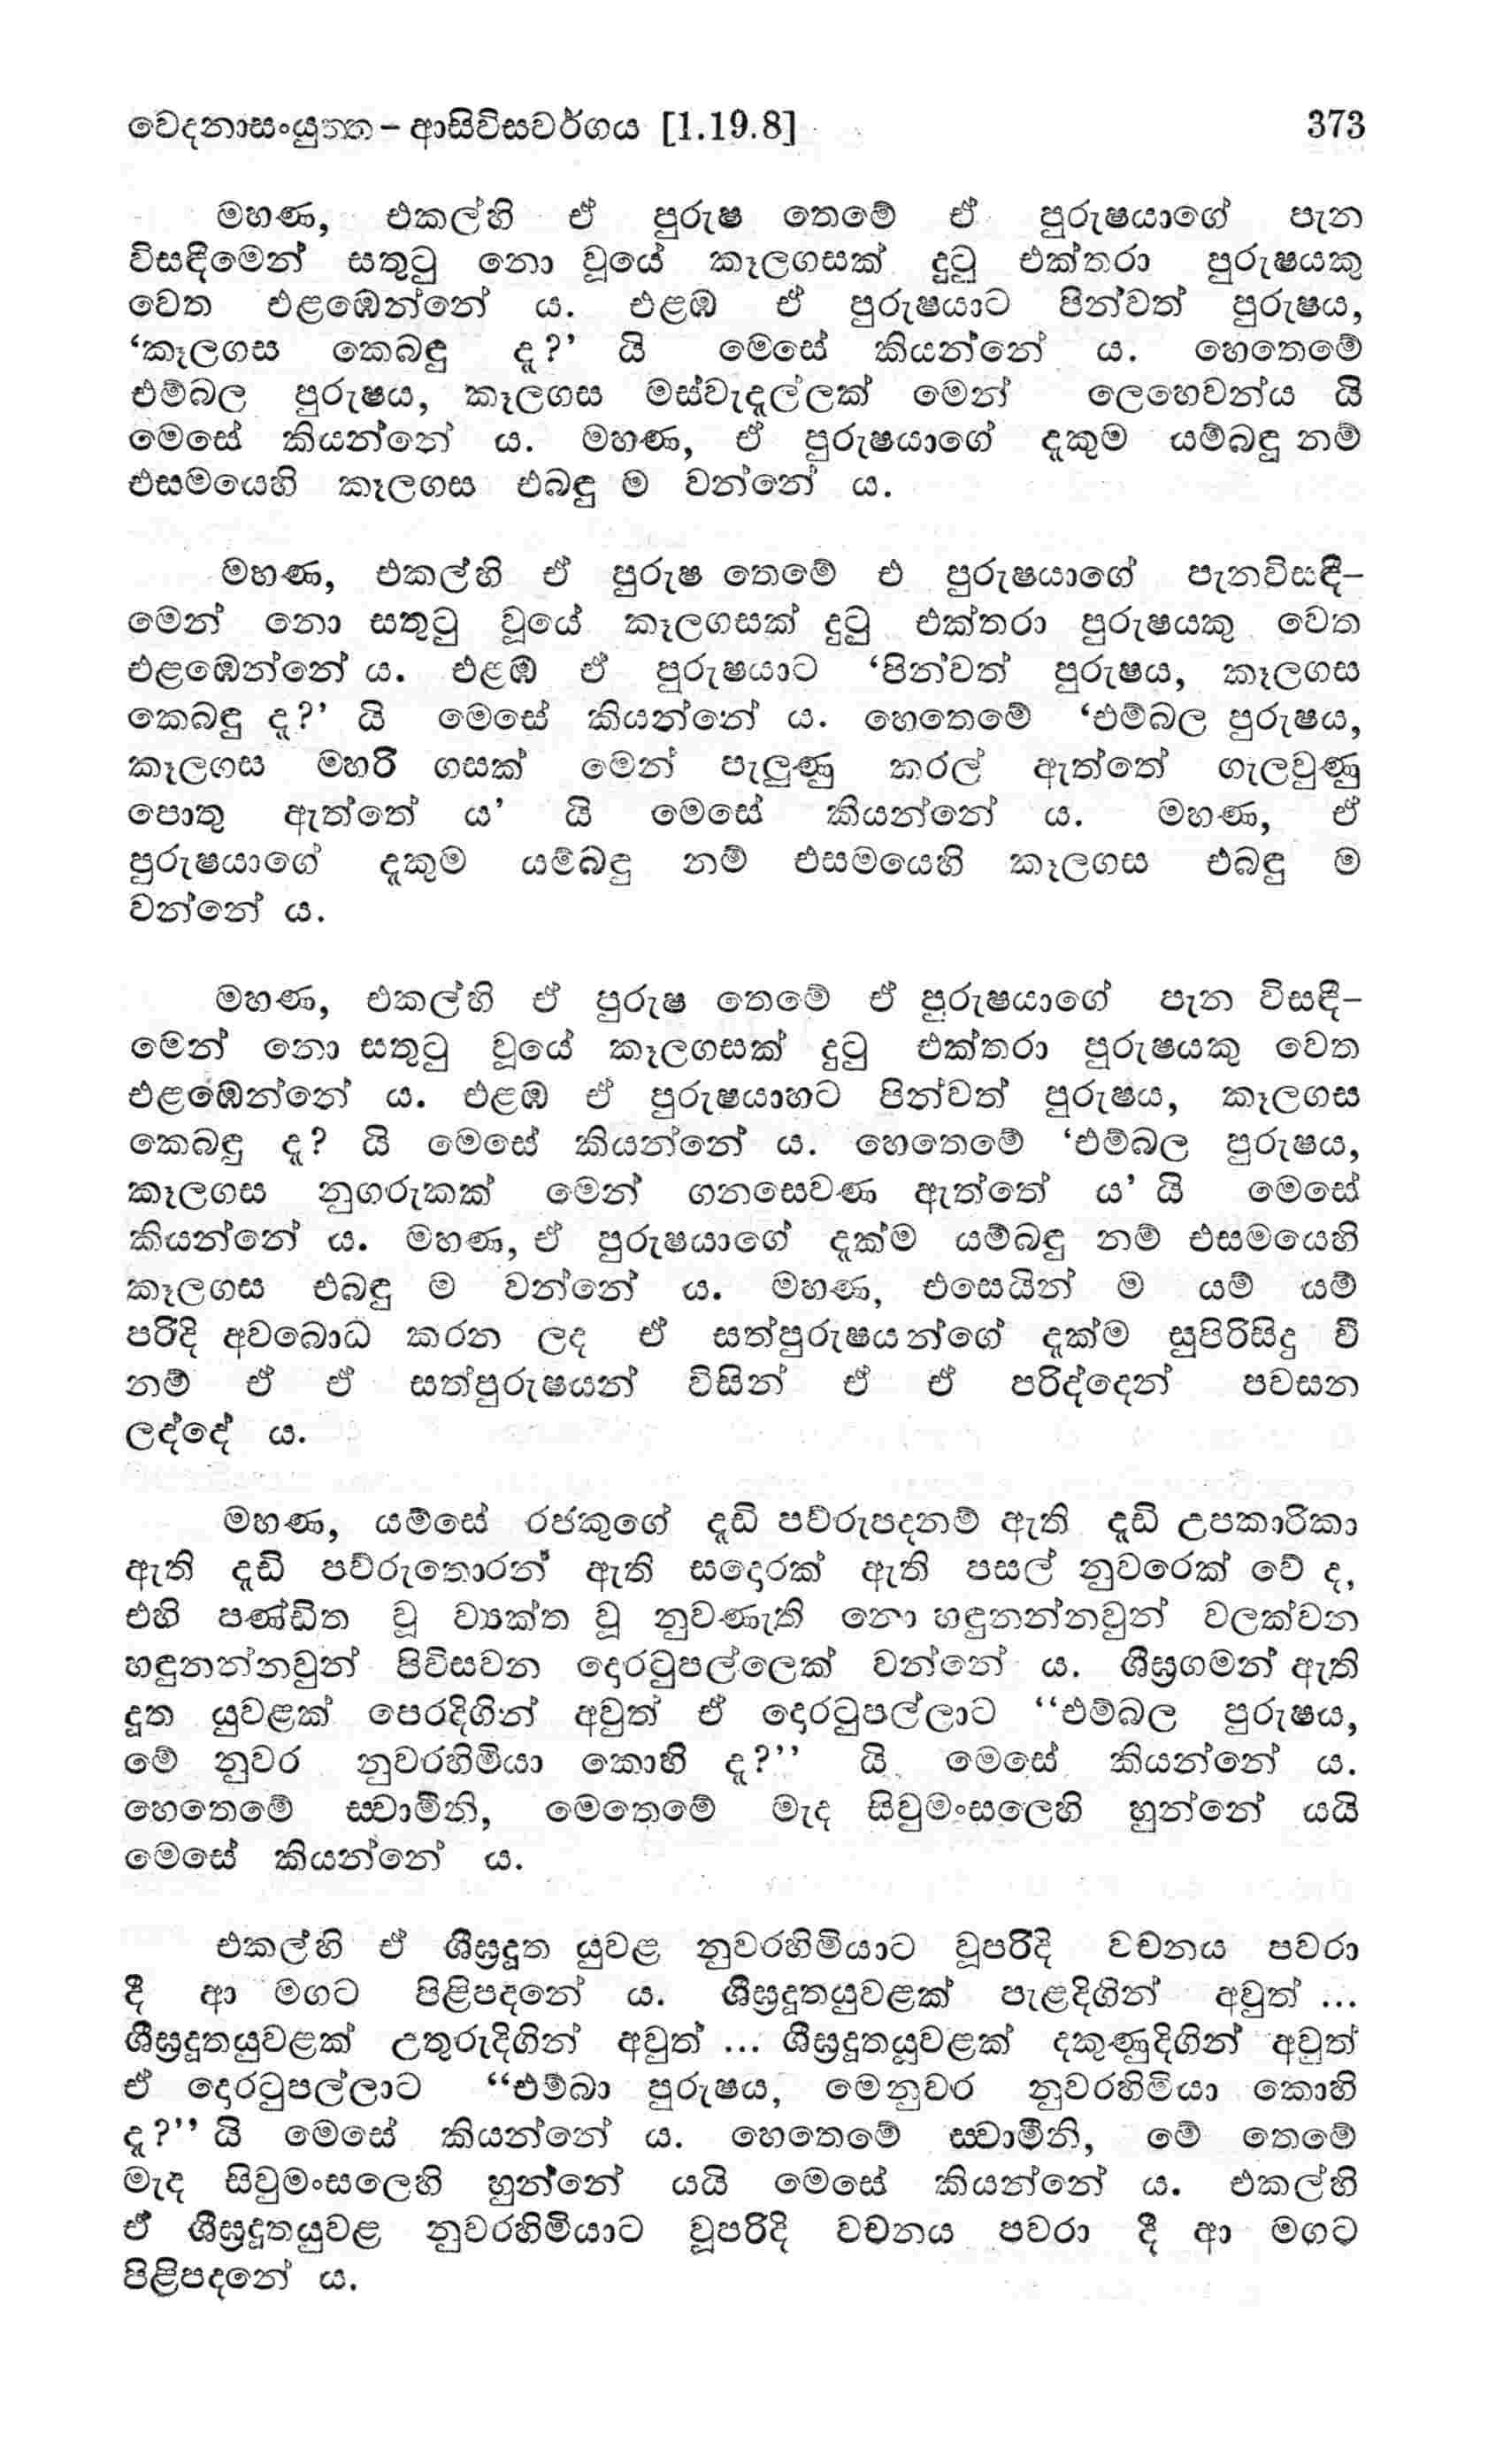 වෙදනාසංයුත්ත – ආසිවිසවර්ගය [1.19.8] 373
මහණ, එකල්හි ඒ පුරුෂ තෙමේ ඒ පුරුෂයාගේ පැන
විසඳීමෙන් සතුටු නො වූයේ කෑලගසක් දුටු එක්තරා පුරුෂයකු
වෙත එළඹෙන්නේ ය. එළඹ ඒ පුරුෂයාට පින්වත් පුරුෂය,
‘කෑලගස කෙබඳු දැ?’ යි මෙසේ කියන්නේ ය. හෙතෙමේ
එම්බල පුරුෂය, කෑලගස මස්වැදැල්ලක් මෙන් ලෙහෙවන්ය යි
මෙසේ කියන්නේ ය. මහණ, ඒ පුරුෂයාගේ දැකුම යම්බඳු නම්
එසමයෙහි කෑලගස එබඳු ම වන්නේ ය.
මහණ, එකල්හි ඒ පුරුෂ තෙමේ එ පුරුෂයාගේ පැනවිසඳී–
මෙන් නො සතුටු වූයේ කෑලගසක් දුටු එක්තරා පුරුෂයකු වෙත
එළඹෙන්නේ ය. එළඹ ඒ පුරුෂයාට ‘පින්වත් පුරුෂය, කෑලගස
කෙබඳු දැ?’ යි මෙසේ කියන්නේ ය. හෙතෙමේ ‘එම්බල පුරුෂය,
කෑලගස මහරි ගසක් මෙන් පැලුණු කරල් ඇත්තේ ගැලවුණු
පොතු ඇත්තේ ය’ යි මෙසේ කියන්නේ ය. මහණ, ඒ
පුරුෂයාගේ දැකුම යම්බඳු නම් එසමයෙහි කෑලගස එබඳු ම
වන්නේ ය.
මහණ, එකල්හි ඒ පුරුෂ තෙමේ ඒ පුරුෂයාගේ පැන විසඳී–
මෙන් නො සතුටු වූයේ කෑලගසක් දුටු එක්තරා පුරුෂයකු වෙත
එළඹෙන්නේ ය. එළඹ ඒ පුරුෂයාහට පින්වත් පුරුෂය, කෑලගස
කෙබඳු දැ? යි මෙසේ කියන්නේ ය. හෙතෙමේ ‘එම්බල පුරුෂය,
කෑලගස නුගරුකක් මෙන් ගනසෙවණ ඇත්තේ ය’ යි මෙසේ
කියන්නේ ය. මහණ, ඒ පුරුෂයාගේ දැක්ම යම්බඳු නම් එසමයෙහි
කෑලගස එබඳු ම වන්නේ ය. මහණ, එසෙයින් ම යම් යම්
පරිදි අවබොධ කරන ලද ඒ සත්පුරුෂයන්ගේ දැක්ම සුපිරිසිදු වී
නම් ඒ ඒ සත්පුරුෂයන් විසින් ඒ ඒ පරිද්දෙන් පවසන
ලද්දේ ය.
මහණ, යම්සේ රජකුගේ දැඩි පව්රුපදනම් ඇති දැඩි උපකාරිකා
ඇති දැඩි පව්රුතොරන් ඇති සදොරක් ඇති පසල් නුවරෙක් වේ ද,
එහි පණ්ඩිත වූ ව්‍යක්ත වූ නුවණැති නො හඳුනන්නවුන් වලක්වන
හඳුනන්නවුන් පිවිසවන දොරටුපල්ලෙක් වන්නේ ය. ශීඝ්‍රගමන් ඇති
දූත යුවළක් පෙරදිගින් අවුත් ඒ දොරටුපල්ලාට “එම්බල පුරුෂය,
මේ නුවර නුවරහිමියා කොහි දැ?” යි මෙසේ කියන්නේ ය.
හෙතෙමේ ස්වාමීනි, මෙතෙමේ මැද සිවුමංසලෙහි හුන්නේ යයි
මෙසේ කියන්නේ ය.
එකල්හි ඒ ශීඝ්‍රදූත යුවළ නුවරහිමියාට වූපරිදි වචනය පවරා
දී ආ මගට පිළිපදනේ ය. ශීඝ්‍රදූතයුවළක් පැළදිගින් අවුත් ...
ශීඝ්‍රදූතයුවළක් උතුරුදිගින් අවුත් ... ශීඝ්‍රදූතයුවළක් දකුණුදිගින් අවුත්
ඒ දොරටුපල්ලාට “එම්බා පුරුෂය, මෙනුවර නුවරහිමියා කොහි
දැ?” යි මෙසේ කියන්නේ ය. හෙතෙමේ ස්වාමීනි, මේ තෙමේ
මැද සිවුමංසලෙහි හුන්නේ යයි මෙසේ කියන්නේ ය. එකල්හි
ඒ ශීඝ්‍රදූතයුවළ නුවරහිමියාට වූපරිදි වචනය පවරා දී ආ මගට
පිළිපදනේ ය.